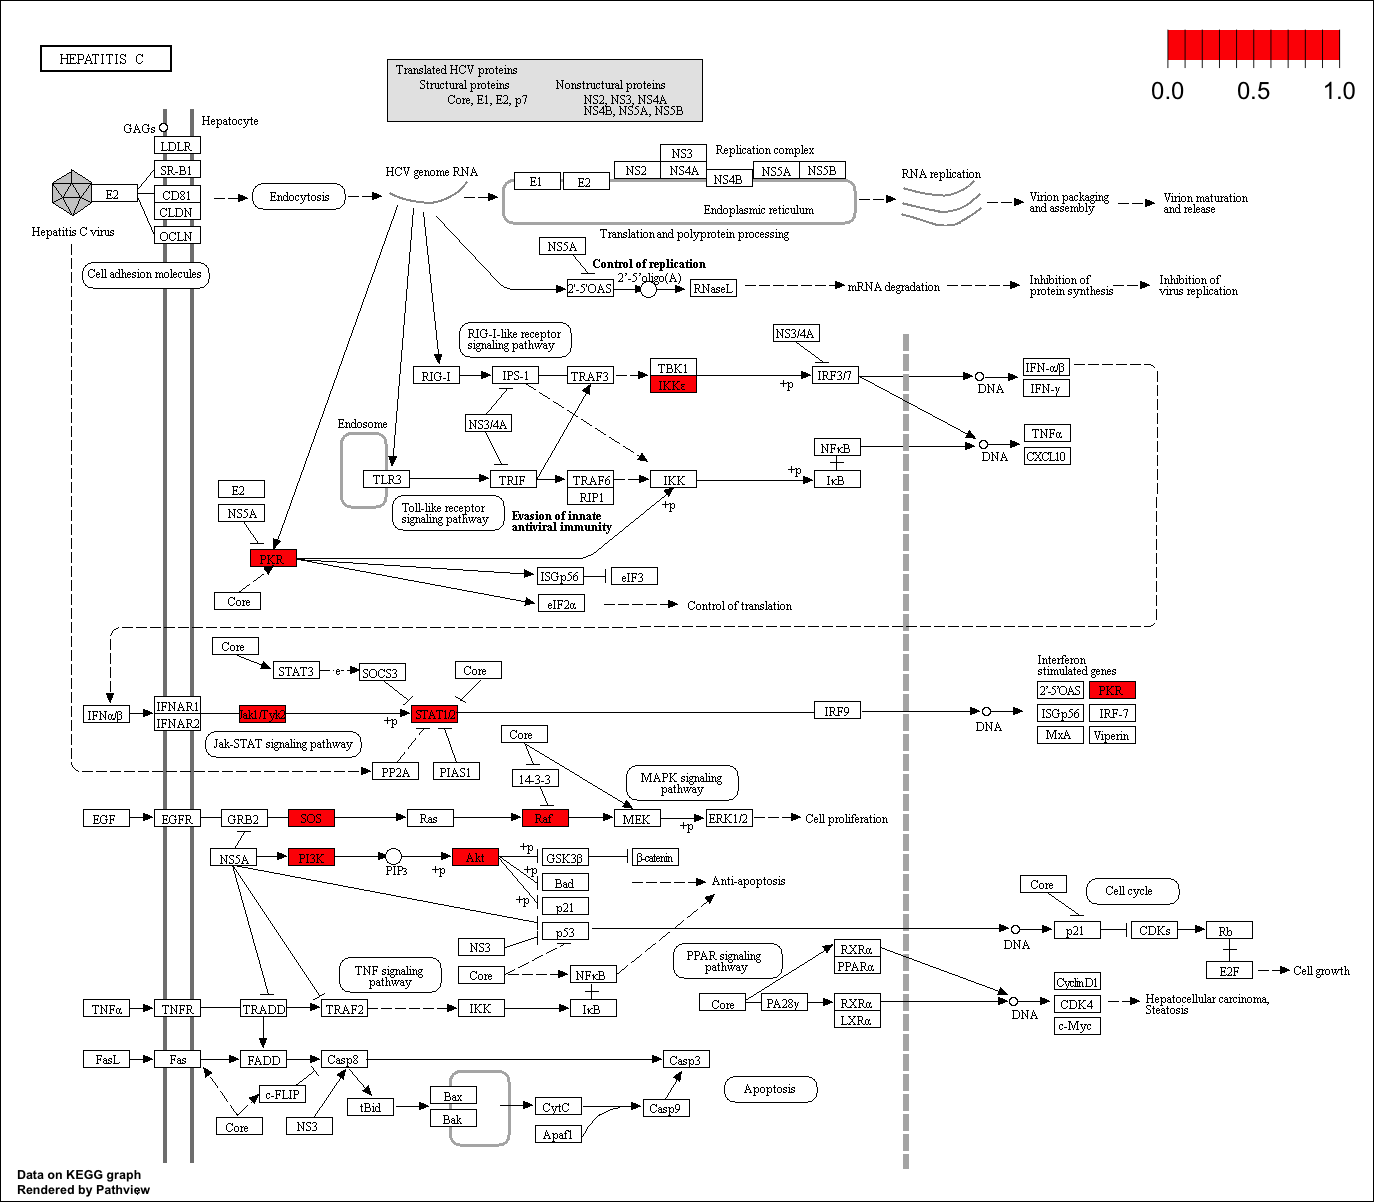 HEPATITIS C
0.0 0.5 1.0
Translated HCV proteins
Structural proteins Nonstructural proteins
Core, E1, E2, p7 NS2, NS3, NS4A
NS4B, NS5A, NS5B
GAGs
Hepatocyte
LDLR
SR-B1
E2
CD81
CLDN
OCLN
Hepatitis C virus
Cell adhesion molecules
Endocytosis
HCV genome RNA
E1
E2
NS2
NS3
NS4A
NS4B
NS5A
NS5B
Replication complex
Endoplasmic reticulum
Translation and polyprotein processing
RNA replication
Virion packaging
and assembly
Virion maturation
and release
NS5A
Control of replication
2'-5'oligo(A)
2'-5'OAS
RNaseL
mRNA degradation
Inhibition of
protein synthesis
Inhibition of
virus replication
RIG-I-like receptor
signaling pathway
NS3/4A
RIG-I
IPS-1
TRAF3
TBK1
IKKε
+p
IRF3/7
DNA
IFN-α/β
IFN-γ
NS3/4A
Endosome
TLR3
TRIF
TRAF6
RIP1
IKK
+p
+p
NFκB
IκB
DNA
TNFα
CXCL10
Toll-like receptor
signaling pathway
Evasion of innate
antiviral immunity
E2
NS5A
PKR
Core
ISGp56
eIF3
eIF2α
Control of translation
Core
STAT3
e
SOCS3
Core
IFNα/β
IFNAR1
IFNAR2
Jak1/Tyk2
+p
STAT1/2
IRF9
DNA
Interferon
stimulated genes
2'-5'OAS
PKR
ISGp56
IRF-7
MxA
Viperin
Jak-STAT signaling pathway
PP2A
PIAS1
Core
14-3-3
MAPK signaling
pathway
EGF
EGFR
GRB2
SOS
Ras
Raf
MEK
+p
ERK1/2
Cell proliferation
NS5A
PI3K
PIP3
+p
Akt
+p
+p
+p
GSK3β
β-catenin
Bad
p21
p53
Anti-apoptosis
NS3
Core
NFκB
TNF signaling
pathway
TNFα
TNFR
TRADD
TRAF2
IKK
IκB
PPAR signaling
pathway
Core
PA28γ
RXRα
PPARα
RXRα
LXRα
DNA
Core
Cell cycle
DNA
p21
CDKs
Rb
E2F
Cell growth
CyclinD1
CDK4
c-Myc
Hepatocellular carcinoma,
Steatosis
FasL
Fas
FADD
Casp8
Casp3
c-FLIP
Core
NS3
tBid
Bax
Bak
CytC
Apaf1
Casp9
Apoptosis
Data on KEGG graph
Rendered by Pathview